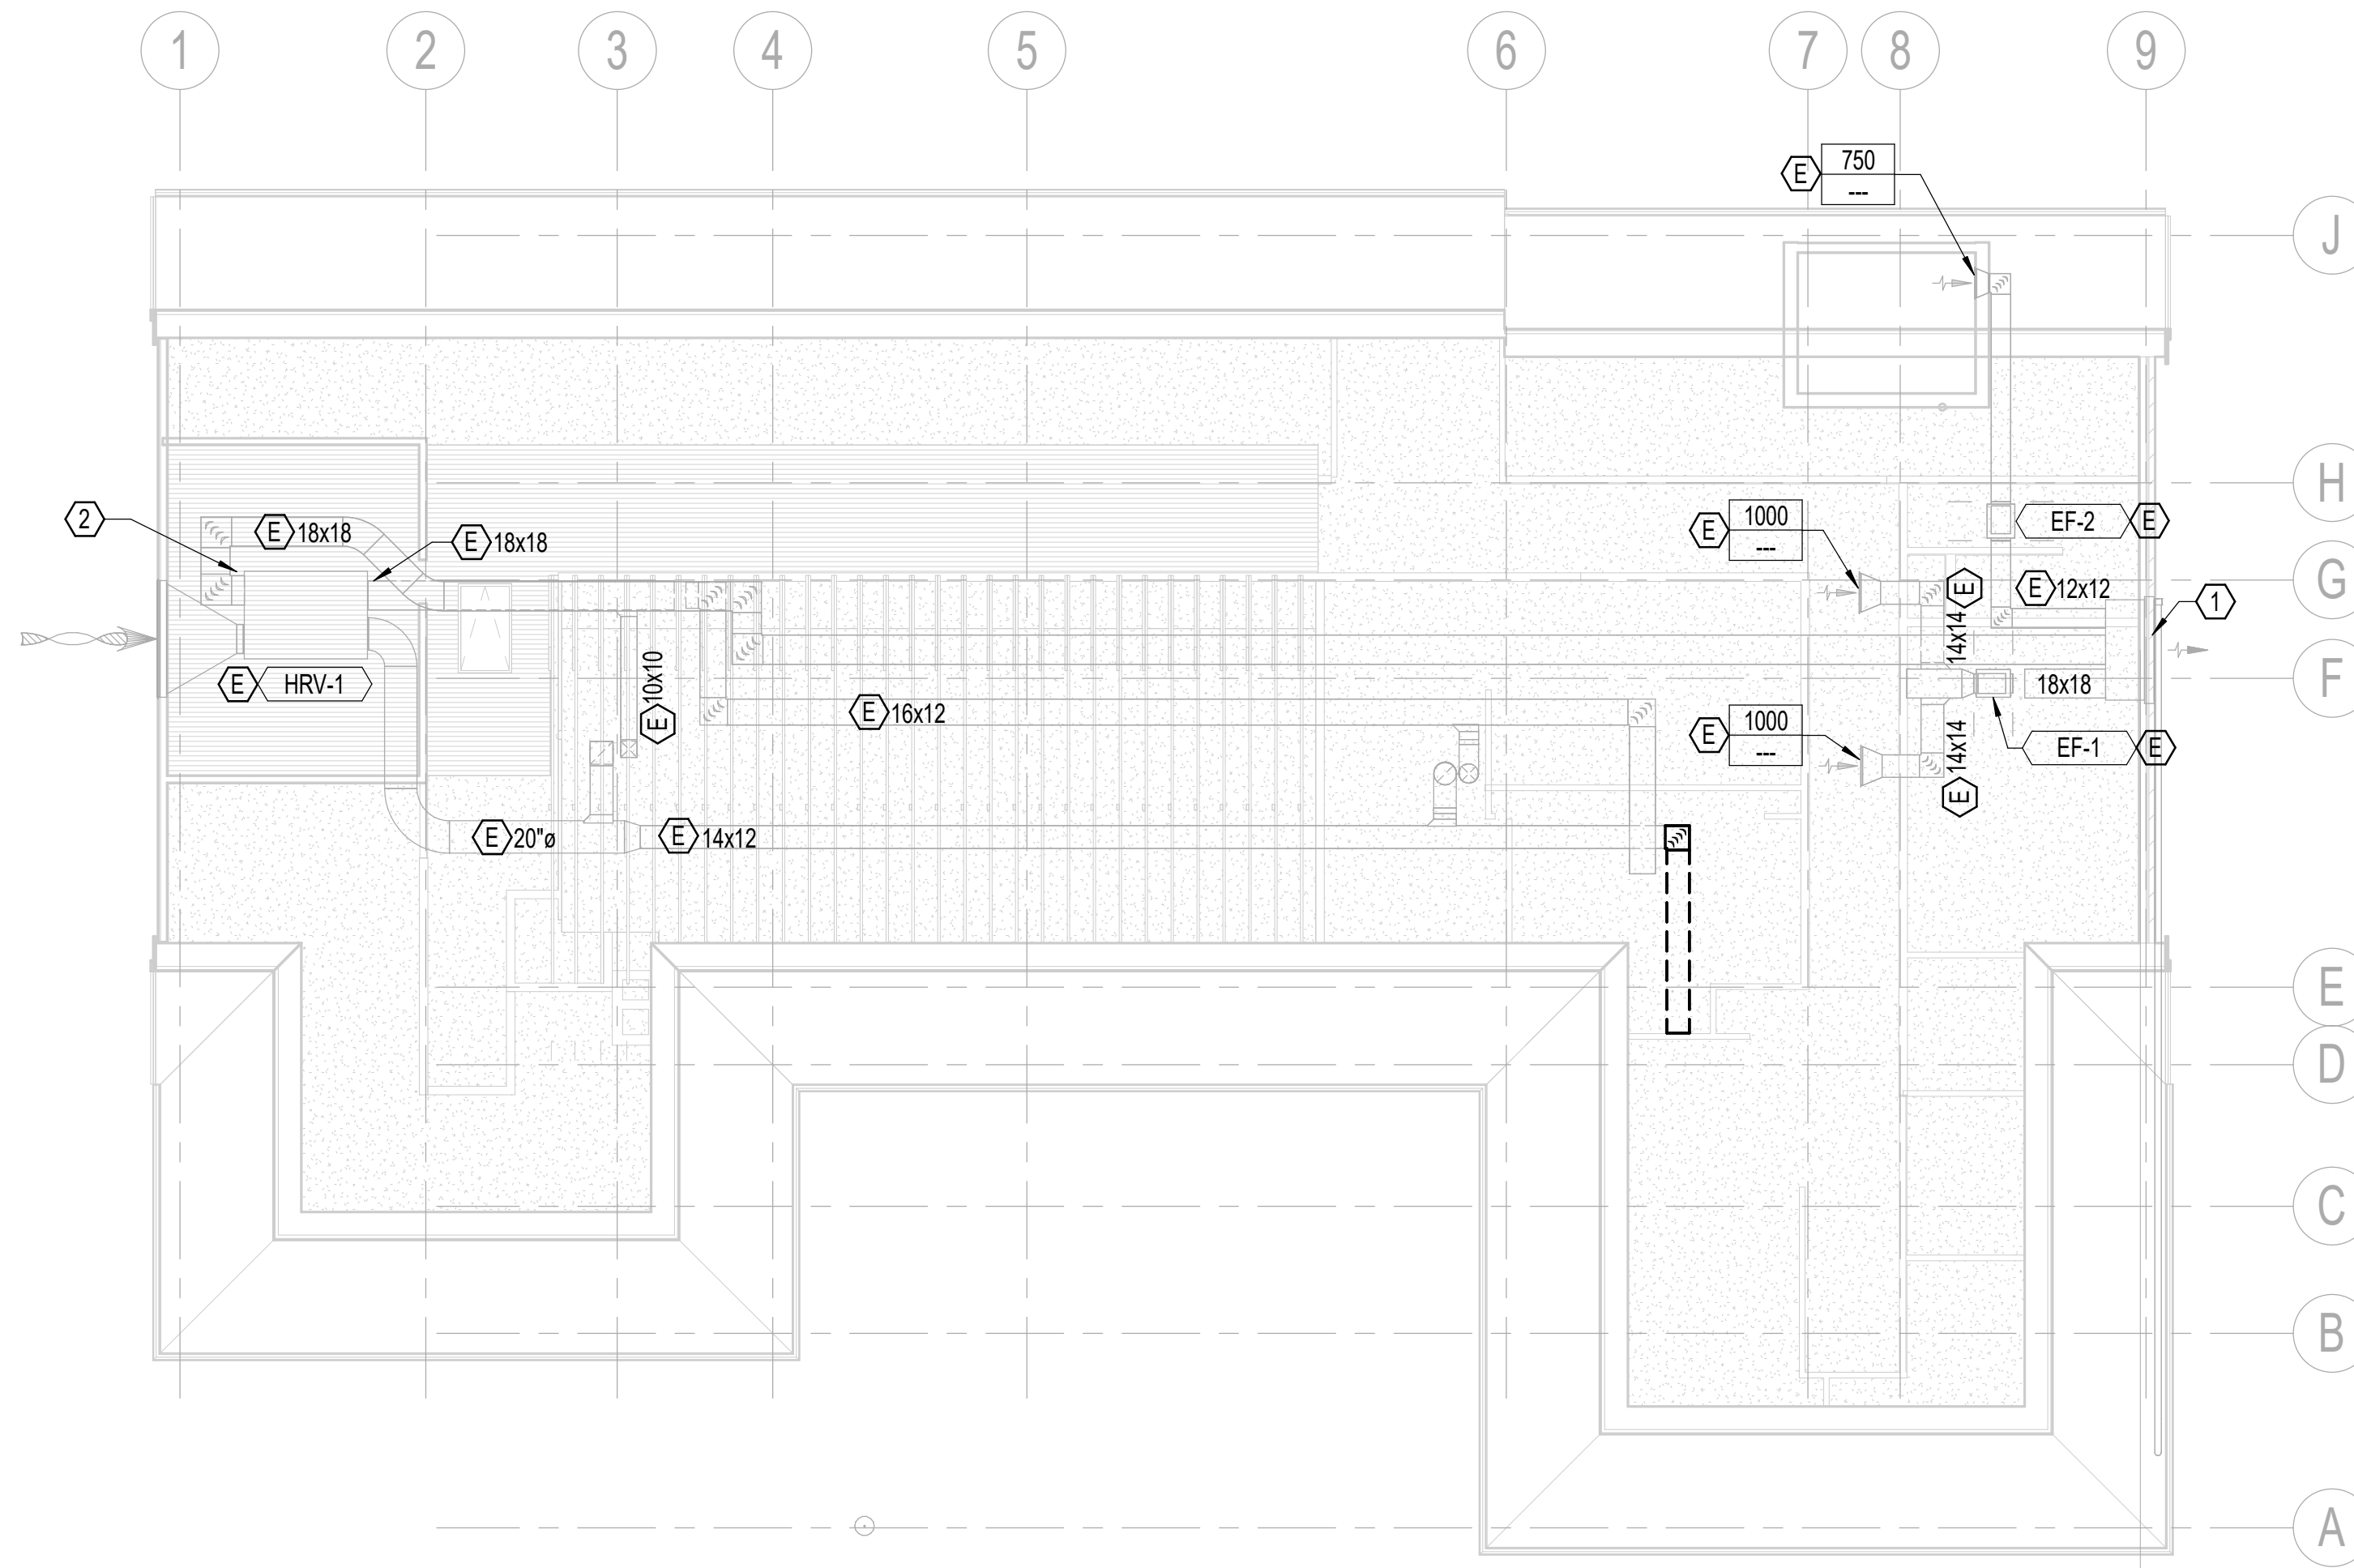 1 2 3 4 5 6 7 8 9
750
E
---
J
H
2
E 18x18
E 18x18
1000
E
---
EF-2 E
G
E
E 12x12
1
14x14
E HRV-1
10x10
E
E 16x12
F
18x18
1000
E
---
14x14
E
EF-1 E
E 20"ø
E 14x12
E
D
C
B
A